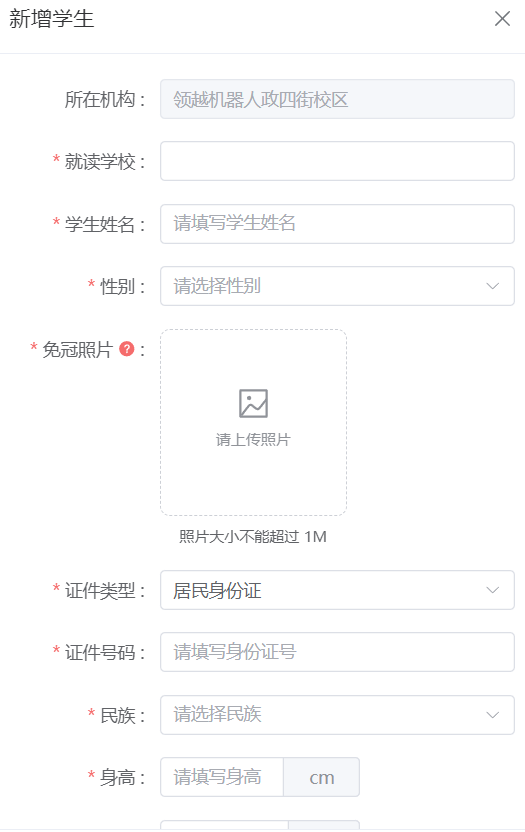 新增学生
所在机构： 领越机器人政四街校区
* 就读学校：
* 学生姓名： 请填写学生姓名
* 性别： 请选择性别
* 免冠照片 ?：
请上传照片
照片大小不能超过 1M
* 证件类型： 居民身份证
* 证件号码： 请填写身份证号
* 民族： 请选择民族
* 身高： 请填写身高 cm